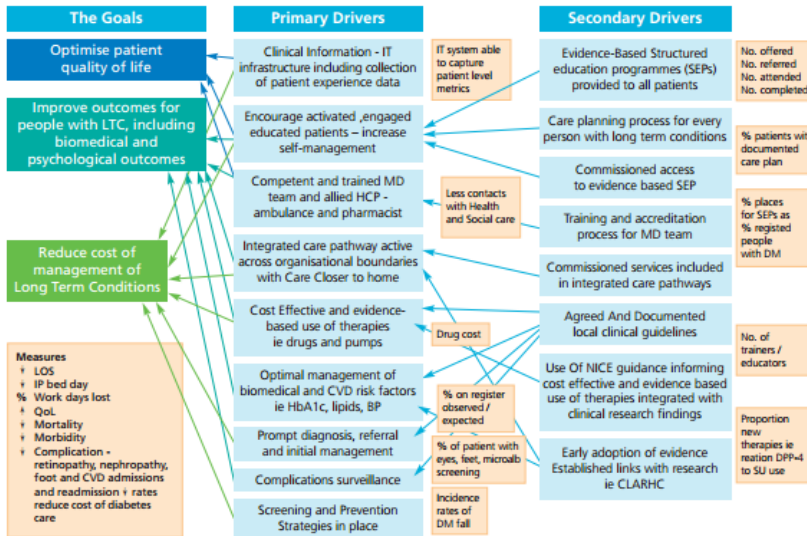 The Goals
Optimise patient
quality of life
Improve outcomes for
people with LTC, including
biomedical and
psychological outcomes
Reduce cost of
management of
Long Term Conditions
Measures
LOS
IP bed day
% Work days lost
QoL
Mortality
Morbidity
Complication -
retinopathy, nephropathy,
foot and CVD admissions
and readmission rates
reduce cost of diabetes
care
Primary Drivers
Clinical Information - IT
infrastructure including collection
of patient experience data
Encourage activated ,engaged
educated patients – increase
self-management
Competent and trained MD
team and allied HCP -
ambulance and pharmacist
Integrated care pathway active
across organisational boundaries
with Care Closer to home
Cost Effective and evidence-
based use of therapies
ie drugs and pumps
Optimal management of
biomedical and CVD risk factors
ie HbA1c, lipids, BP
Prompt diagnosis, referral
and initial management
Complications surveillance
Screening and Prevention
Strategies in place
IT system able
to capture
patient level
metrics
Less contacts
with Health
and Social care
Drug cost
% on register
observed /
expected
% of patient with
eyes, feet, microalb
screening
Incidence
rates of
DM fall
Secondary Drivers
Evidence-Based Structured
education programmes (SEPs)
provided to all patients
Care planning process for every
person with long term conditions
Commissioned access
to evidence based SEP
Training and accreditation
process for MD team
Commissioned services included
in integrated care pathways
Agreed And Documented
local clinical guidelines
Use Of NICE guidance informing
cost effective and evidence based
use of therapies integrated with
clinical research findings
Early adoption of evidence
Established links with research
ie CLARHC
No. offered
No. referred
No. attended
No. completed
% patients wit
documented
care plan
% places
for SEPs as
% registed
people
with DM
No. of
trainers /
educators
Proportion
new
therapies ie
reation DPP-4
to SU use